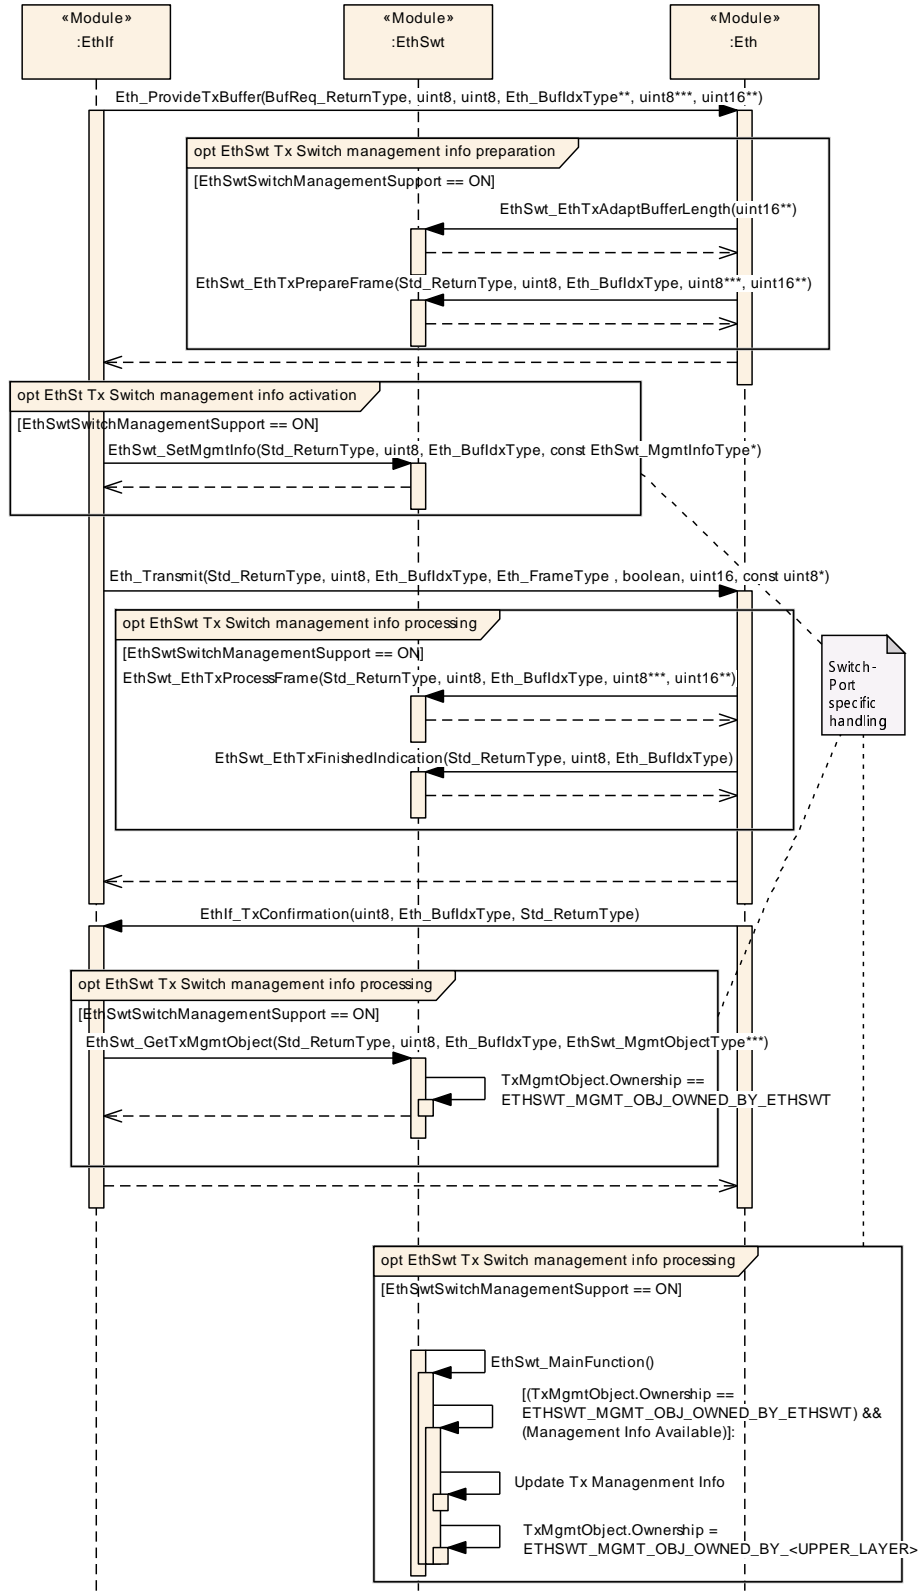 «Module»
:EthIf
«Module»
:EthSwt
«Module»
:Eth
Eth_ProvideTxBuffer(BufReq_ReturnType, uint8, uint8, Eth_BufIdxType**, uint8***, uint16**)
opt EthSwt Tx Switch management info preparation
[EthSwtSwitchManagementSupport == ON]
EthSwt_EthTxAdaptBufferLength(uint16**)
EthSwt_EthTxPrepareFrame(Std_ReturnType, uint8, Eth_BufIdxType, uint8***, uint16**)
opt EthSt Tx Switch management info activation
[EthSwtSwitchManagementSupport == ON]
EthSwt_SetMgmtInfo(Std_ReturnType, uint8, Eth_BufIdxType, const EthSwt_MgmtInfoType*)
Eth_Transmit(Std_ReturnType, uint8, Eth_BufIdxType, Eth_FrameType , boolean, uint16, const uint8*)
opt EthSwt Tx Switch management info processing
[EthSwtSwitchManagementSupport == ON]
EthSwt_EthTxProcessFrame(Std_ReturnType, uint8, Eth_BufIdxType, uint8***, uint16**)
Switch-
Port
specific
handling
EthSwt_EthTxFinishedIndication(Std_ReturnType, uint8, Eth_BufIdxType)
EthIf_TxConfirmation(uint8, Eth_BufIdxType, Std_ReturnType)
opt EthSwt Tx Switch management info processing
[EthSwtSwitchManagementSupport == ON]
EthSwt_GetTxMgmtObject(Std_ReturnType, uint8, Eth_BufIdxType, EthSwt_MgmtObjectType***)
TxMgmtObject.Ownership ==
ETHSWT_MGMT_OBJ_OWNED_BY_ETHSWT
opt EthSwt Tx Switch management info processing
[EthSwtSwitchManagementSupport == ON]
EthSwt_MainFunction()
[(TxMgmtObject.Ownership ==
ETHSWT_MGMT_OBJ_OWNED_BY_ETHSWT) &&
(Management Info Available)]:
Update Tx Managenment Info
TxMgmtObject.Ownership =
ETHSWT_MGMT_OBJ_OWNED_BY_<UPPER_LAYER>